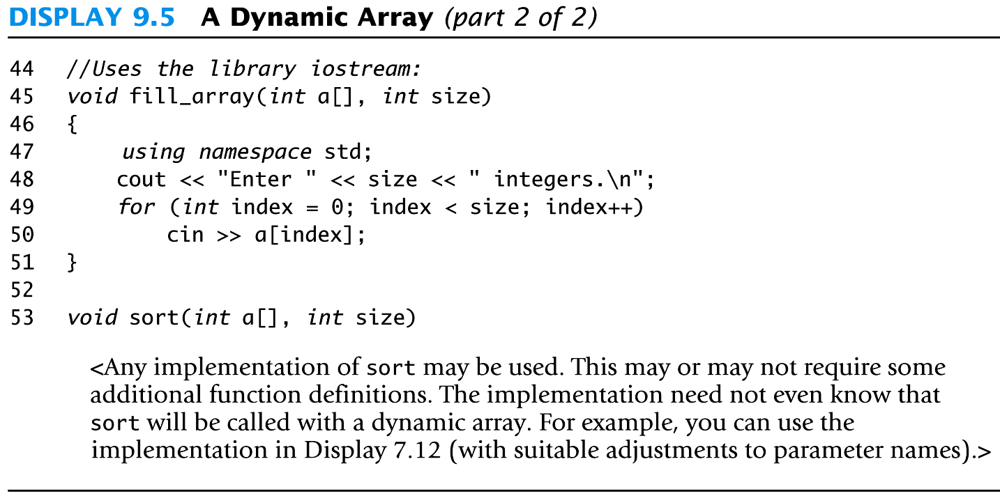 DISPLAY 9.5 A Dynamic Array (part 2 of 2)
44 //Uses the library iostream:
45 void fill_array(int a[], int size)
46 {
47 using namespace std;
48 cout << "Enter " << size << " integers.\n";
49 for (int index = 0; index < size; index++)
50 cin >> a[index];
51 }
52
53 void sort(int a[], int size)
<Any implementation of sort may be used. This may or may not require some
additional function definitions. The implementation need not even know that
sort will be called with a dynamic array. For example, you can use the
implementation in Display 7.12 (with suitable adjustments to parameter names).>